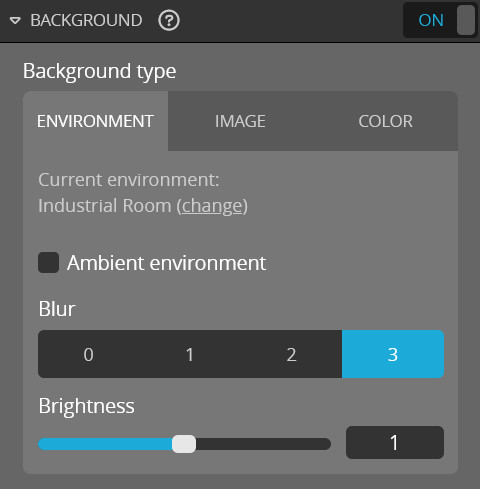 BACKGROUND ? ON
Background type
ENVIRONMENT IMAGE COLOR
Current environment:
Industrial Room (change)
Ambient environment
Blur
0 1 2 3
Brightness
1